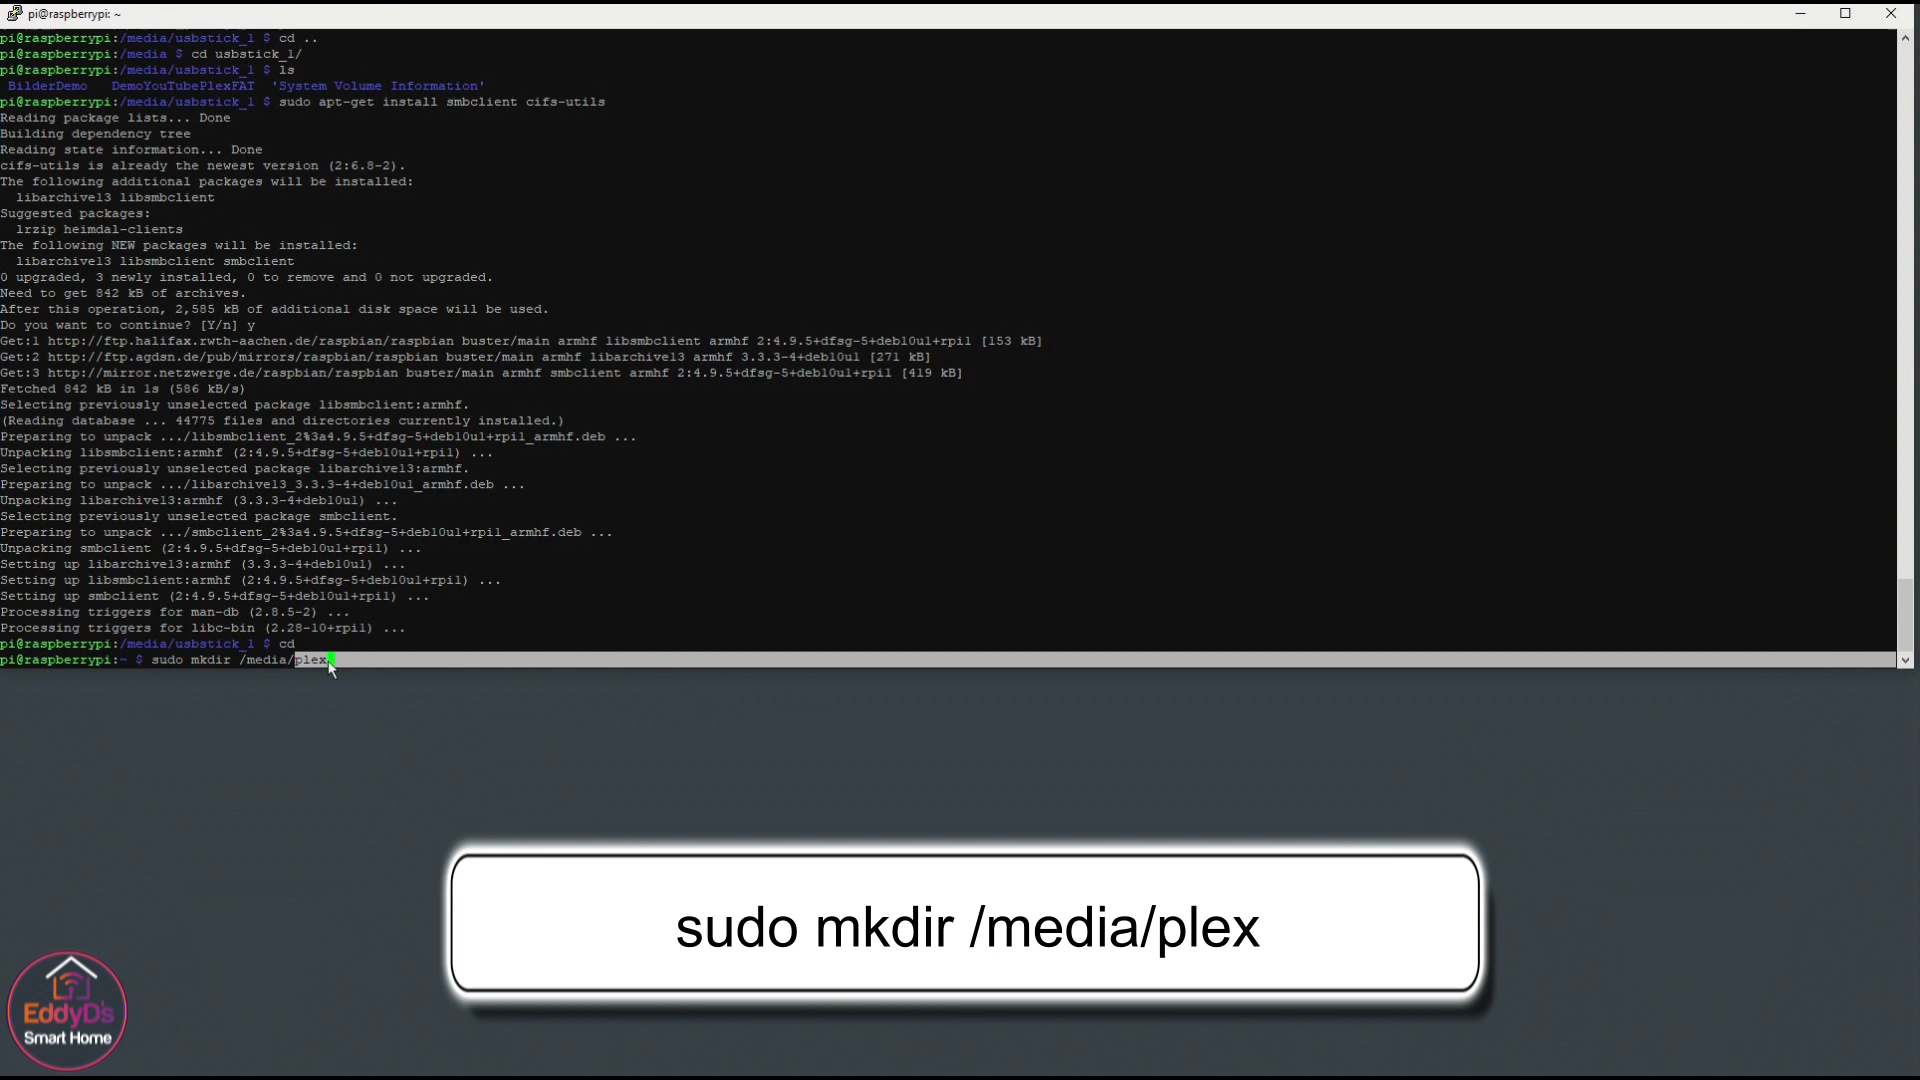 pi@raspberrypi: ~
pi@raspberrypi:/media/usbstick_1 $ cd ..
pi@raspberrypi:/media $ cd usbstick_1/
pi@raspberrypi:/media/usbstick_1 $ ls
BilderDemo   DemoYouTubePlexFAT  'System Volume Information'
pi@raspberrypi:/media/usbstick_1 $ sudo apt-get install smbclient cifs-utils
Reading package lists... Done
Building dependency tree
Reading state information... Done
cifs-utils is already the newest version (2:6.8-2).
The following additional packages will be installed:
  libarchive13 libsmbclient
Suggested packages:
  lrzip heimdal-clients
The following NEW packages will be installed:
  libarchive13 libsmbclient smbclient
0 upgraded, 3 newly installed, 0 to remove and 0 not upgraded.
Need to get 842 kB of archives.
After this operation, 2,585 kB of additional disk space will be used.
Do you want to continue? [Y/n] y
Get:1 http://ftp.halifax.rwth-aachen.de/raspbian/raspbian buster/main armhf libsmbclient armhf 2:4.9.5+dfsg-5+deb10u1+rpi1 [153 kB]
Get:2 http://ftp.agdsn.de/pub/mirrors/raspbian/raspbian buster/main armhf libarchive13 armhf 3.3.3-4+deb10u1 [271 kB]
Get:3 http://mirror.netzwerge.de/raspbian/raspbian buster/main armhf smbclient armhf 2:4.9.5+dfsg-5+deb10u1+rpi1 [419 kB]
Fetched 842 kB in 1s (586 kB/s)
Selecting previously unselected package libsmbclient:armhf.
(Reading database ... 44775 files and directories currently installed.)
Preparing to unpack .../libsmbclient_2%3a4.9.5+dfsg-5+deb10u1+rpi1_armhf.deb ...
Unpacking libsmbclient:armhf (2:4.9.5+dfsg-5+deb10u1+rpi1) ...
Selecting previously unselected package libarchive13:armhf.
Preparing to unpack .../libarchive13_3.3.3-4+deb10u1_armhf.deb ...
Unpacking libarchive13:armhf (3.3.3-4+deb10u1) ...
Selecting previously unselected package smbclient.
Preparing to unpack .../smbclient_2%3a4.9.5+dfsg-5+deb10u1+rpi1_armhf.deb ...
Unpacking smbclient (2:4.9.5+dfsg-5+deb10u1+rpi1) ...
Setting up libarchive13:armhf (3.3.3-4+deb10u1) ...
Setting up libsmbclient:armhf (2:4.9.5+dfsg-5+deb10u1+rpi1) ...
Setting up smbclient (2:4.9.5+dfsg-5+deb10u1+rpi1) ...
Processing triggers for man-db (2.8.5-2) ...
Processing triggers for libc-bin (2.28-10+rpi1) ...
pi@raspberrypi:/media/usbstick_1 $ cd
pi@raspberrypi:~ $ sudo mkdir /media/plex
sudo mkdir /media/plex
EddyD's
Smart Home